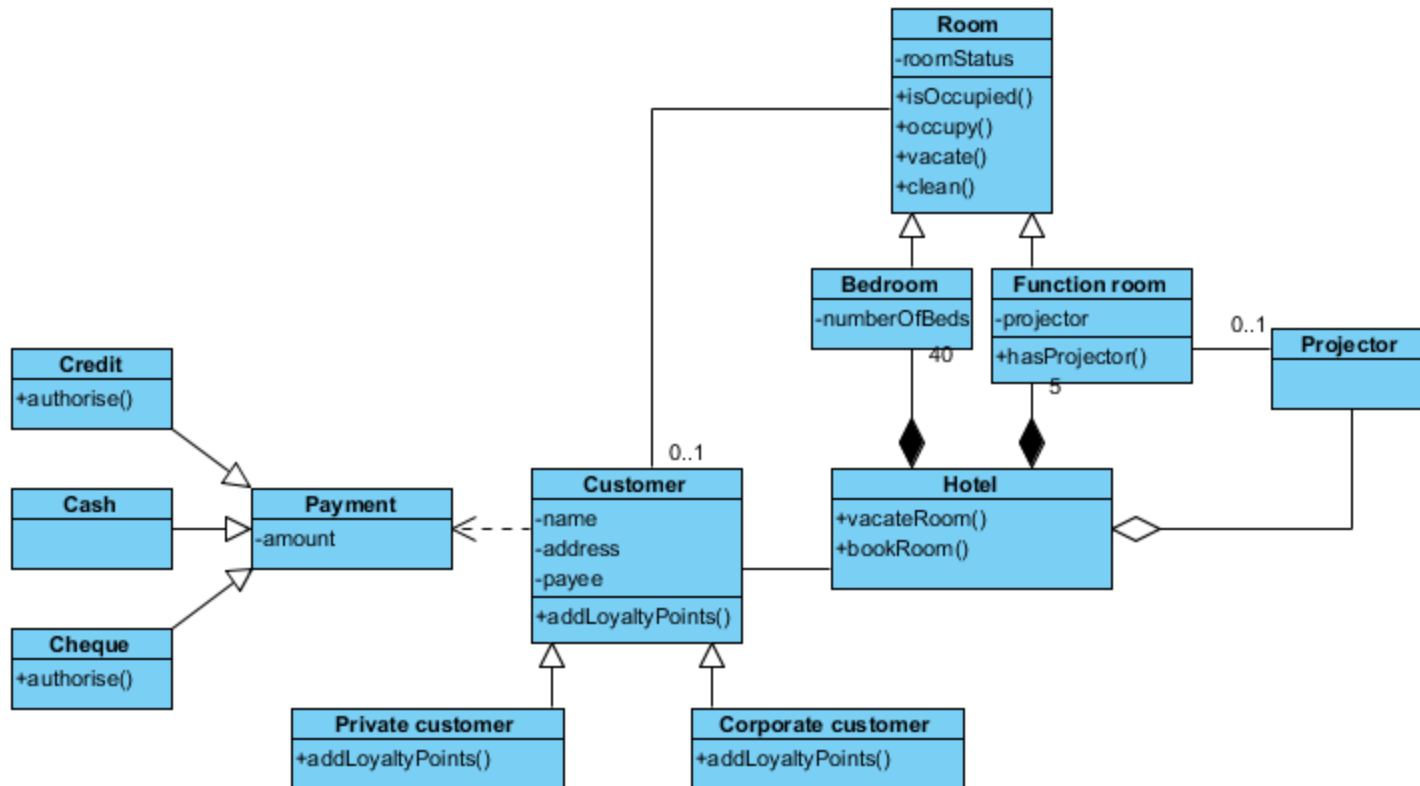 Room
-roomStatus
+isOccupied()
+occupy()
+vacate()
+clean()
Bedroom
-numberOfBeds
40
Function room
-projector
+hasProjector()
5
0..1
Projector
Credit
+authorise()
Cash
Payment
-amount
Cheque
+authorise()
0..1
Customer
-name
-address
-payee
+addLoyaltyPoints()
Hotel
+vacateRoom()
+bookRoom()
Private customer
+addLoyaltyPoints()
Corporate customer
+addLoyaltyPoints()